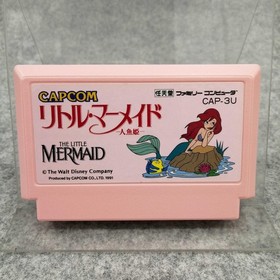 CAPCOM
任天堂 ファミリー コンピュータ
CAP-3U
リトル・マーメイド
人魚姫
THE LITTLE
MERMAID
© The Walt Disney Company
Produced by CAPCOM CO., LTD. 1991